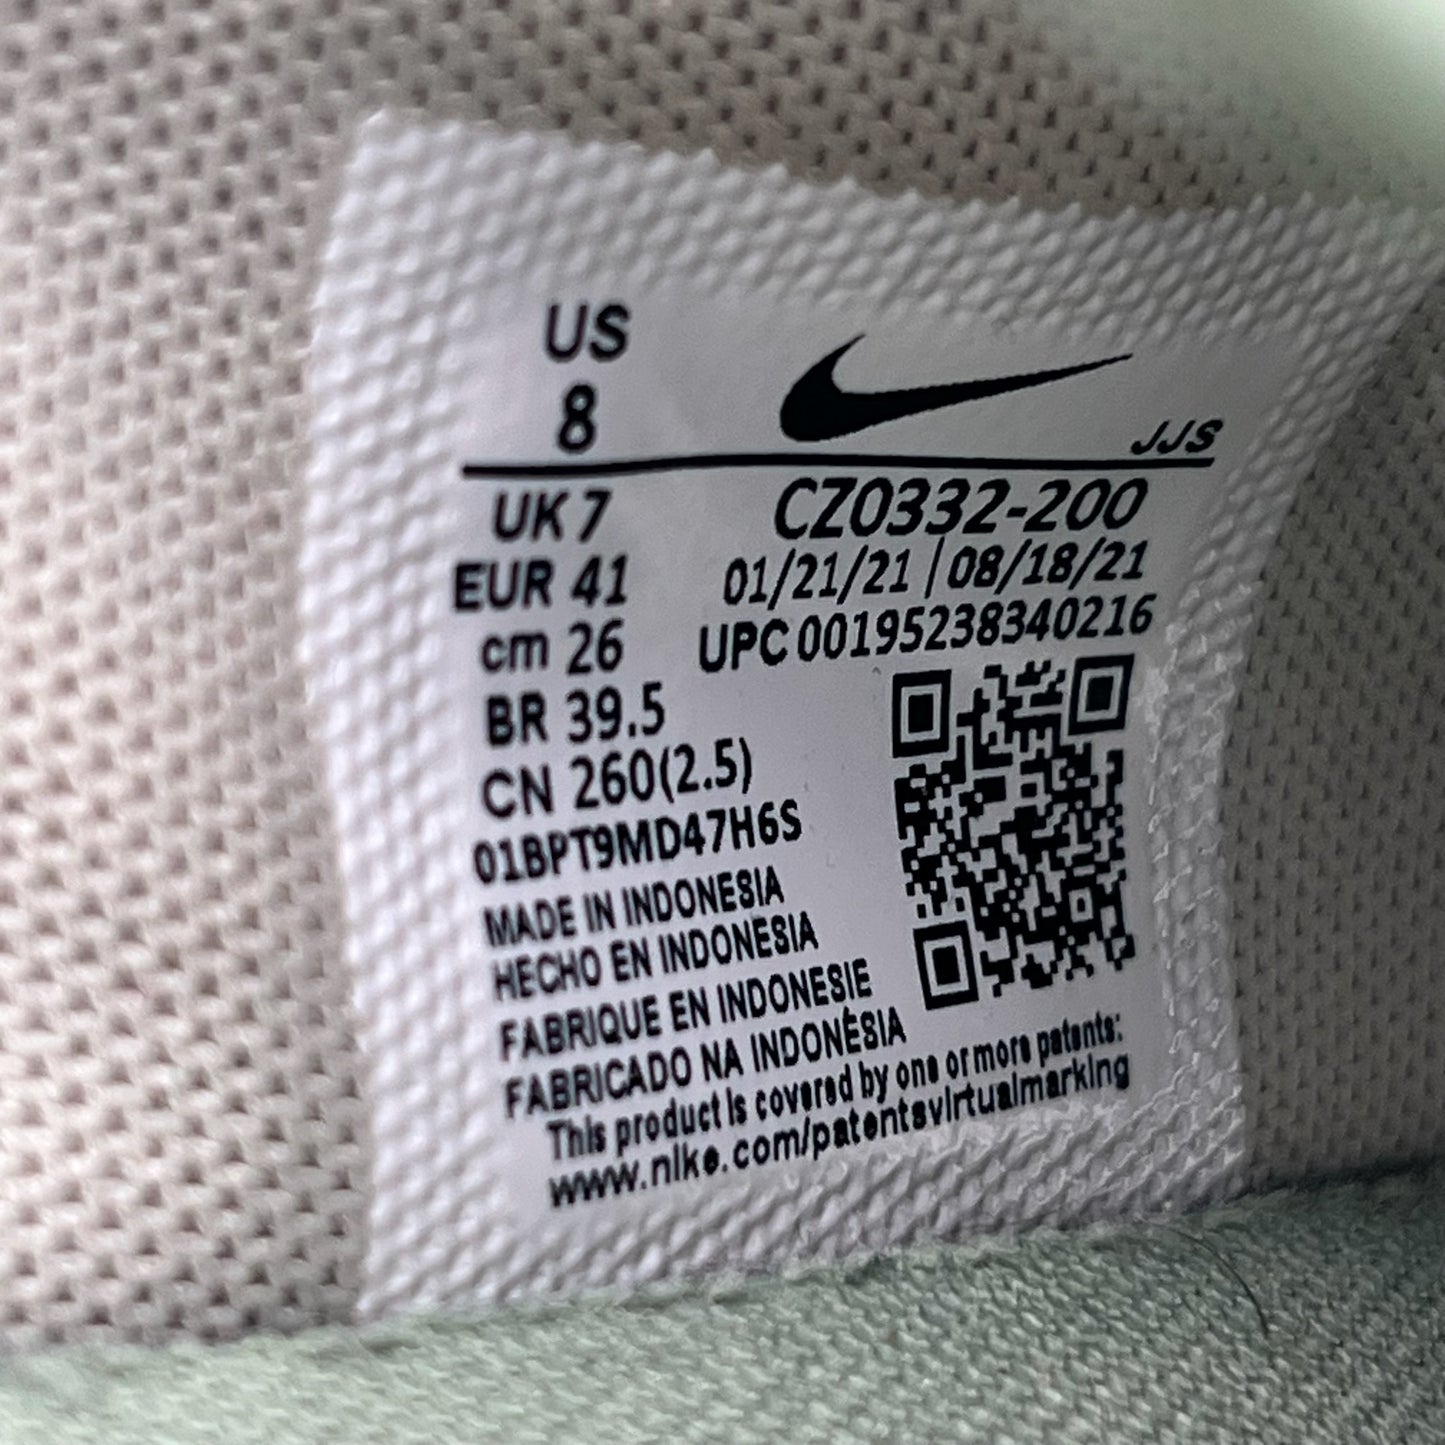 US
8
JJS
UK 7
CZ0332-200
EUR 41
01/21/21 | 08/18/21
cm 26
UPC 00195238340216
BR 39.5
CN 260(2.5)
01BPT9MD47H6S
MADE IN INDONESIA
HECHO EN INDONESIA
FABRIQUE EN INDONESIE
FABRICADO NA INDONÉSIA
This product is covered by one or more patents:
www.nike.com/patentsvirtualmarking